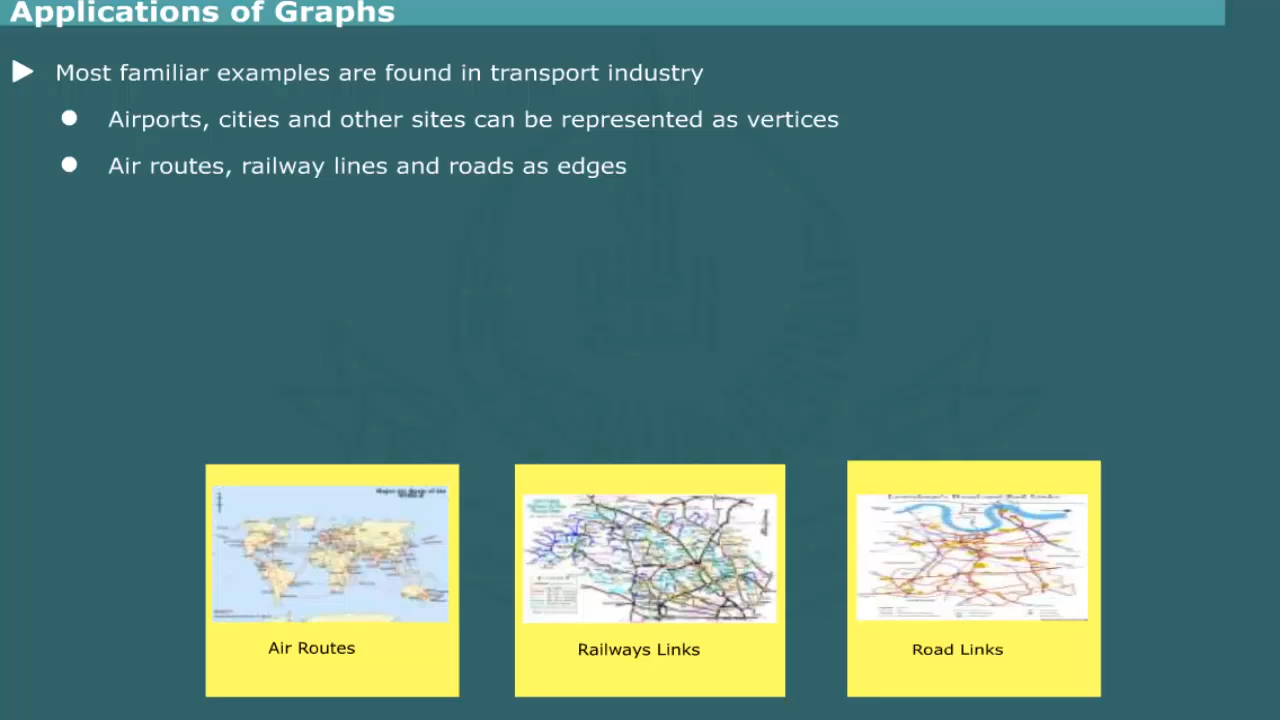 Applications of Graphs
Most familiar examples are found in transport industry
Airports, cities and other sites can be represented as vertices
Air routes, railway lines and roads as edges
Air Routes
Railways Links
Road Links